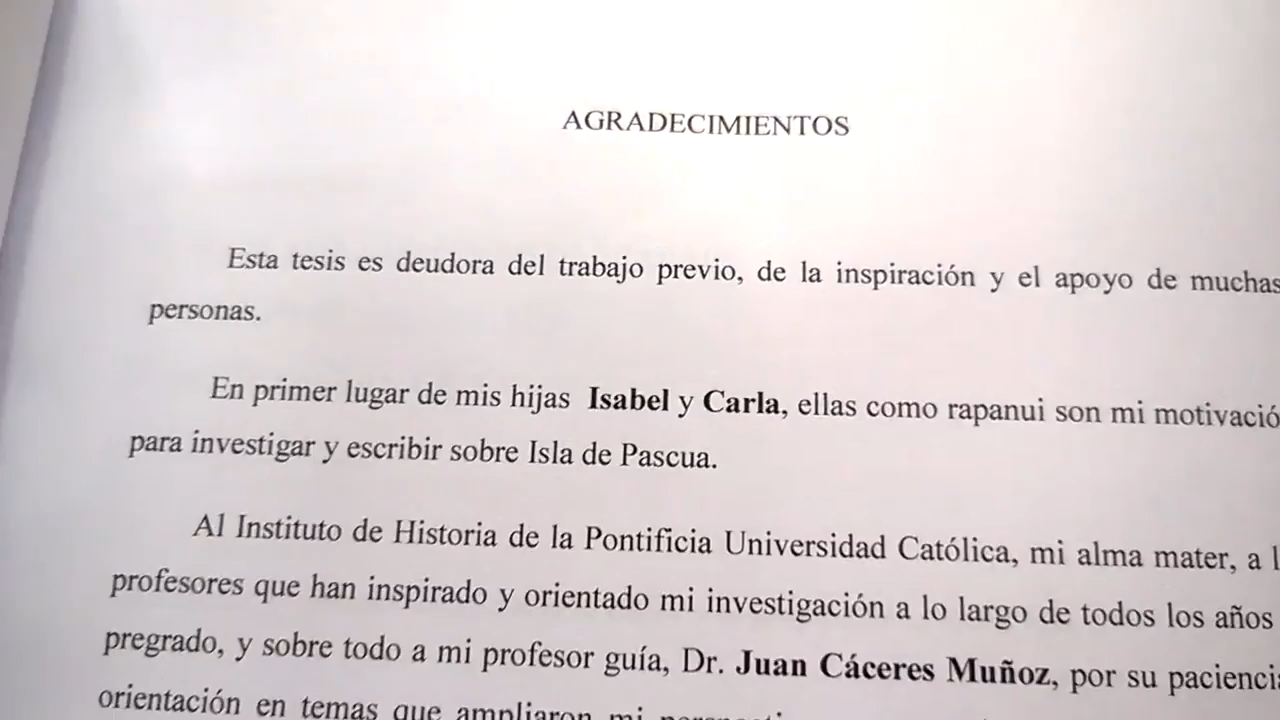 AGRADECIMIENTOS
Esta tesis es deudora del trabajo previo, de la inspiración y el apoyo de muchas
personas.
En primer lugar de mis hijas Isabel y Carla, ellas como rapanui son mi
para investigar y escribir sobre Isla de Pascua.
Al Instituto de Historia de la Pontificia Universidad Católica, mi alma mater, a
profesores que han inspirado y orientado mi investigación a lo largo de todos los años
pregrado, y sobre todo a mi profesor guía, Dr. Juan Cáceres Muñoz, por su
orientación en temas que ampliaron mi